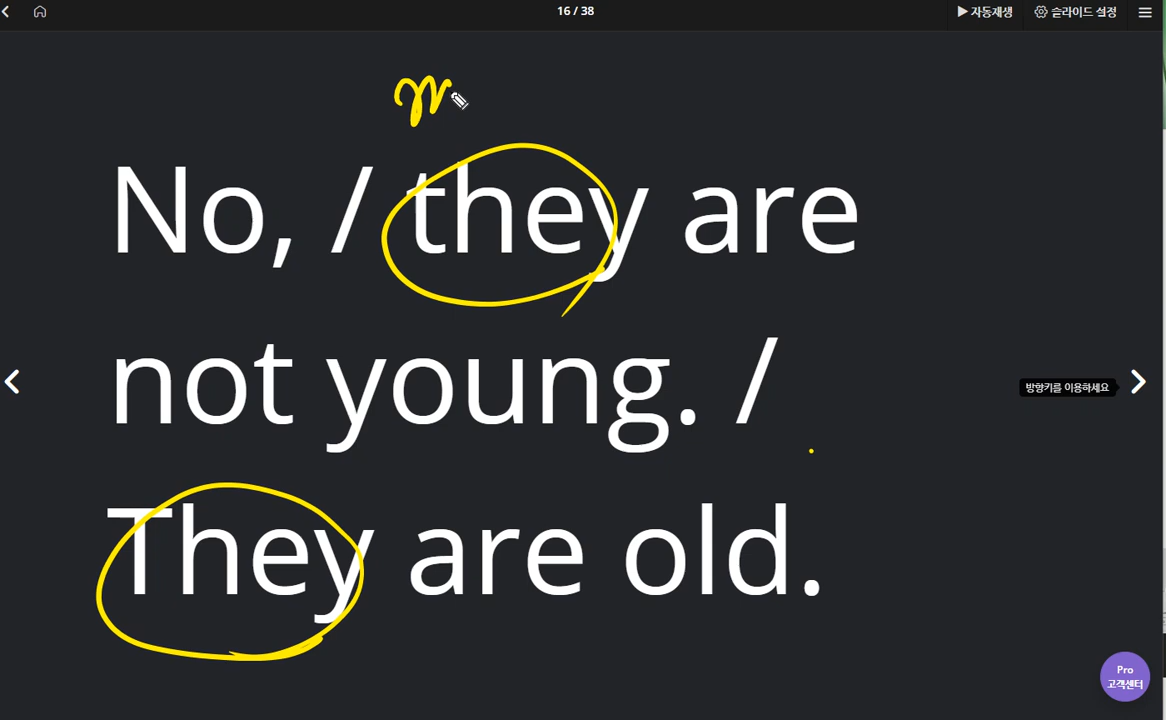 16 / 38
자동재생
슬라이드 설정
No, / they are
not young. /
방향키를 이용하세요
They are old.
Pro
고객센터